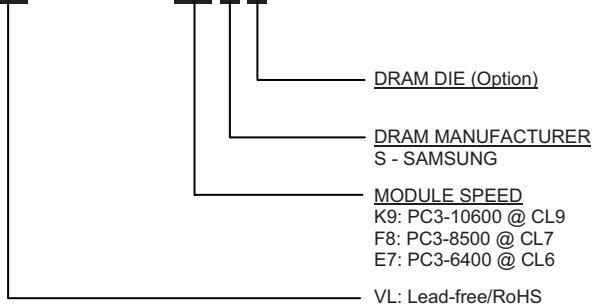 DRAM DIE (Option)
DRAM MANUFACTURER
S - SAMSUNG
MODULE SPEED
K9: PC3-10600 @ CL9
F8: PC3-8500 @ CL7
E7: PC3-6400 @ CL6
VL: Lead-free/RoHS